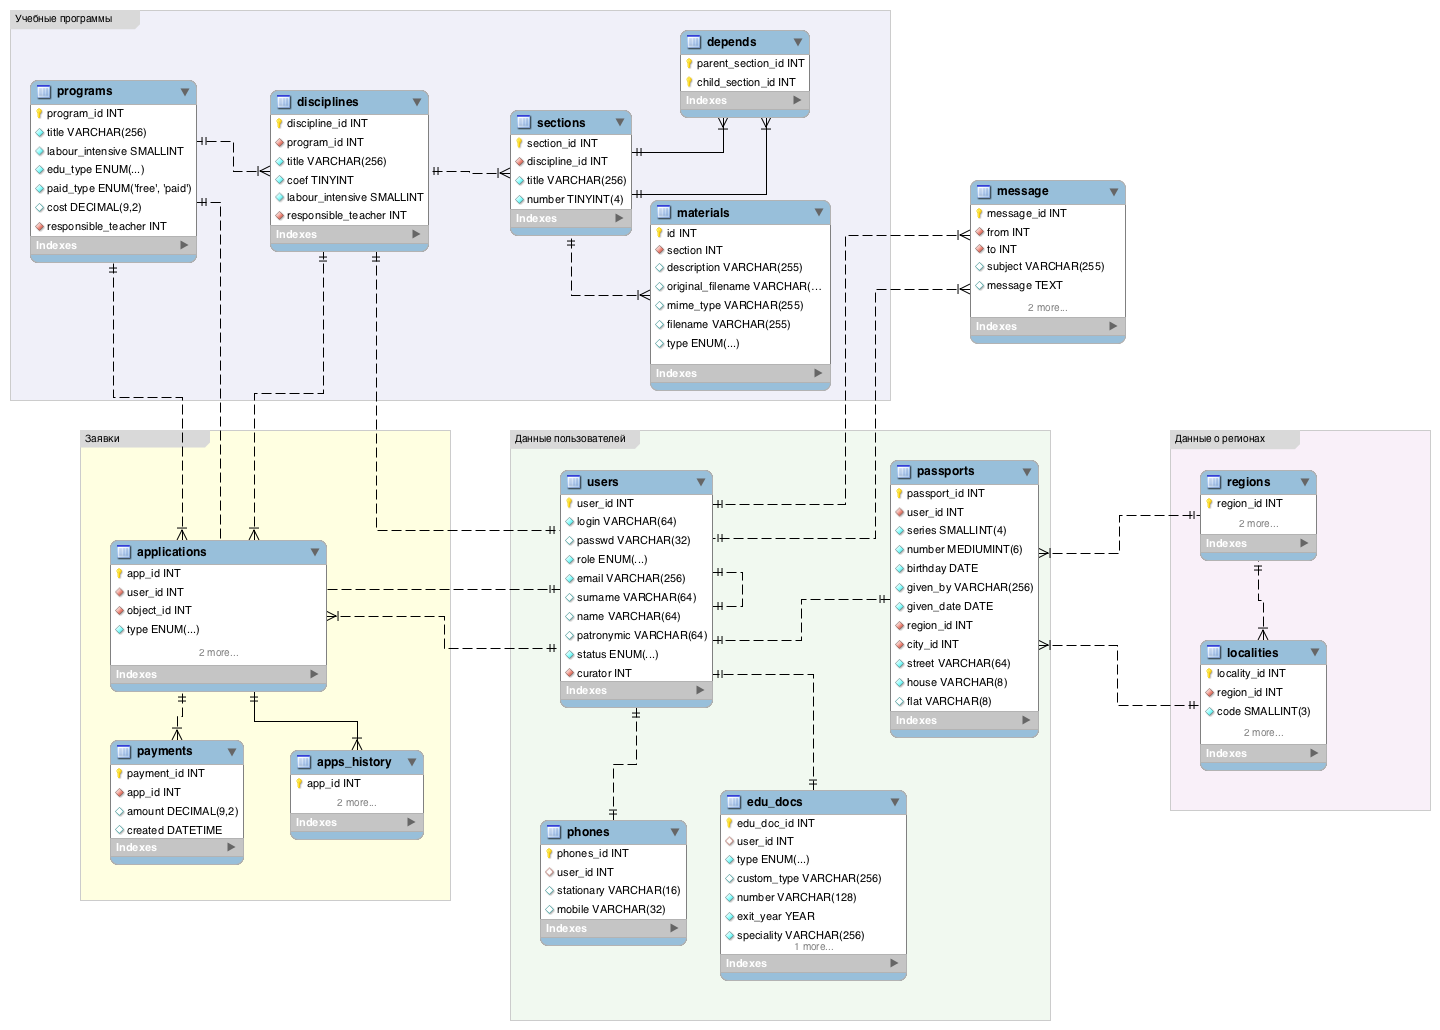 Учебные программы
programs
program_id INT
title VARCHAR(256)
labour_intensive SMALLINT
edu_type ENUM(...)
paid_type ENUM('free', 'paid')
cost DECIMAL(9,2)
responsible_teacher INT
Indexes
disciplines
discipline_id INT
program_id INT
title VARCHAR(256)
coef TINYINT
labour_intensive SMALLINT
responsible_teacher INT
Indexes
sections
section_id INT
discipline_id INT
title VARCHAR(256)
number TINYINT(4)
Indexes
depends
parent_section_id INT
child_section_id INT
Indexes
materials
id INT
section INT
description VARCHAR(255)
original_filename VARCHAR(...
mime_type VARCHAR(255)
filename VARCHAR(255)
type ENUM(...)
Indexes
message
message_id INT
from INT
to INT
subject VARCHAR(255)
message TEXT
2 more...
Indexes
Заявки
applications
app_id INT
user_id INT
object_id INT
type ENUM(...)
2 more...
Indexes
payments
payment_id INT
app_id INT
amount DECIMAL(9,2)
created DATETIME
Indexes
apps_history
app_id INT
2 more...
Indexes
Данные пользователей
users
user_id INT
login VARCHAR(64)
passwd VARCHAR(32)
role ENUM(...)
email VARCHAR(256)
surname VARCHAR(64)
name VARCHAR(64)
patronymic VARCHAR(64)
status ENUM(...)
curator INT
Indexes
passports
passport_id INT
user_id INT
series SMALLINT(4)
number MEDIUMINT(6)
birthday DATE
given_by VARCHAR(256)
given_date DATE
region_id INT
city_id INT
street VARCHAR(64)
house VARCHAR(8)
flat VARCHAR(8)
Indexes
phones
phones_id INT
user_id INT
stationary VARCHAR(16)
mobile VARCHAR(32)
Indexes
edu_docs
edu_doc_id INT
user_id INT
type ENUM(...)
custom_type VARCHAR(256)
number VARCHAR(128)
exit_year YEAR
speciality VARCHAR(256)
1 more...
Indexes
Данные о регионах
regions
region_id INT
2 more...
Indexes
localities
locality_id INT
region_id INT
code SMALLINT(3)
2 more...
Indexes